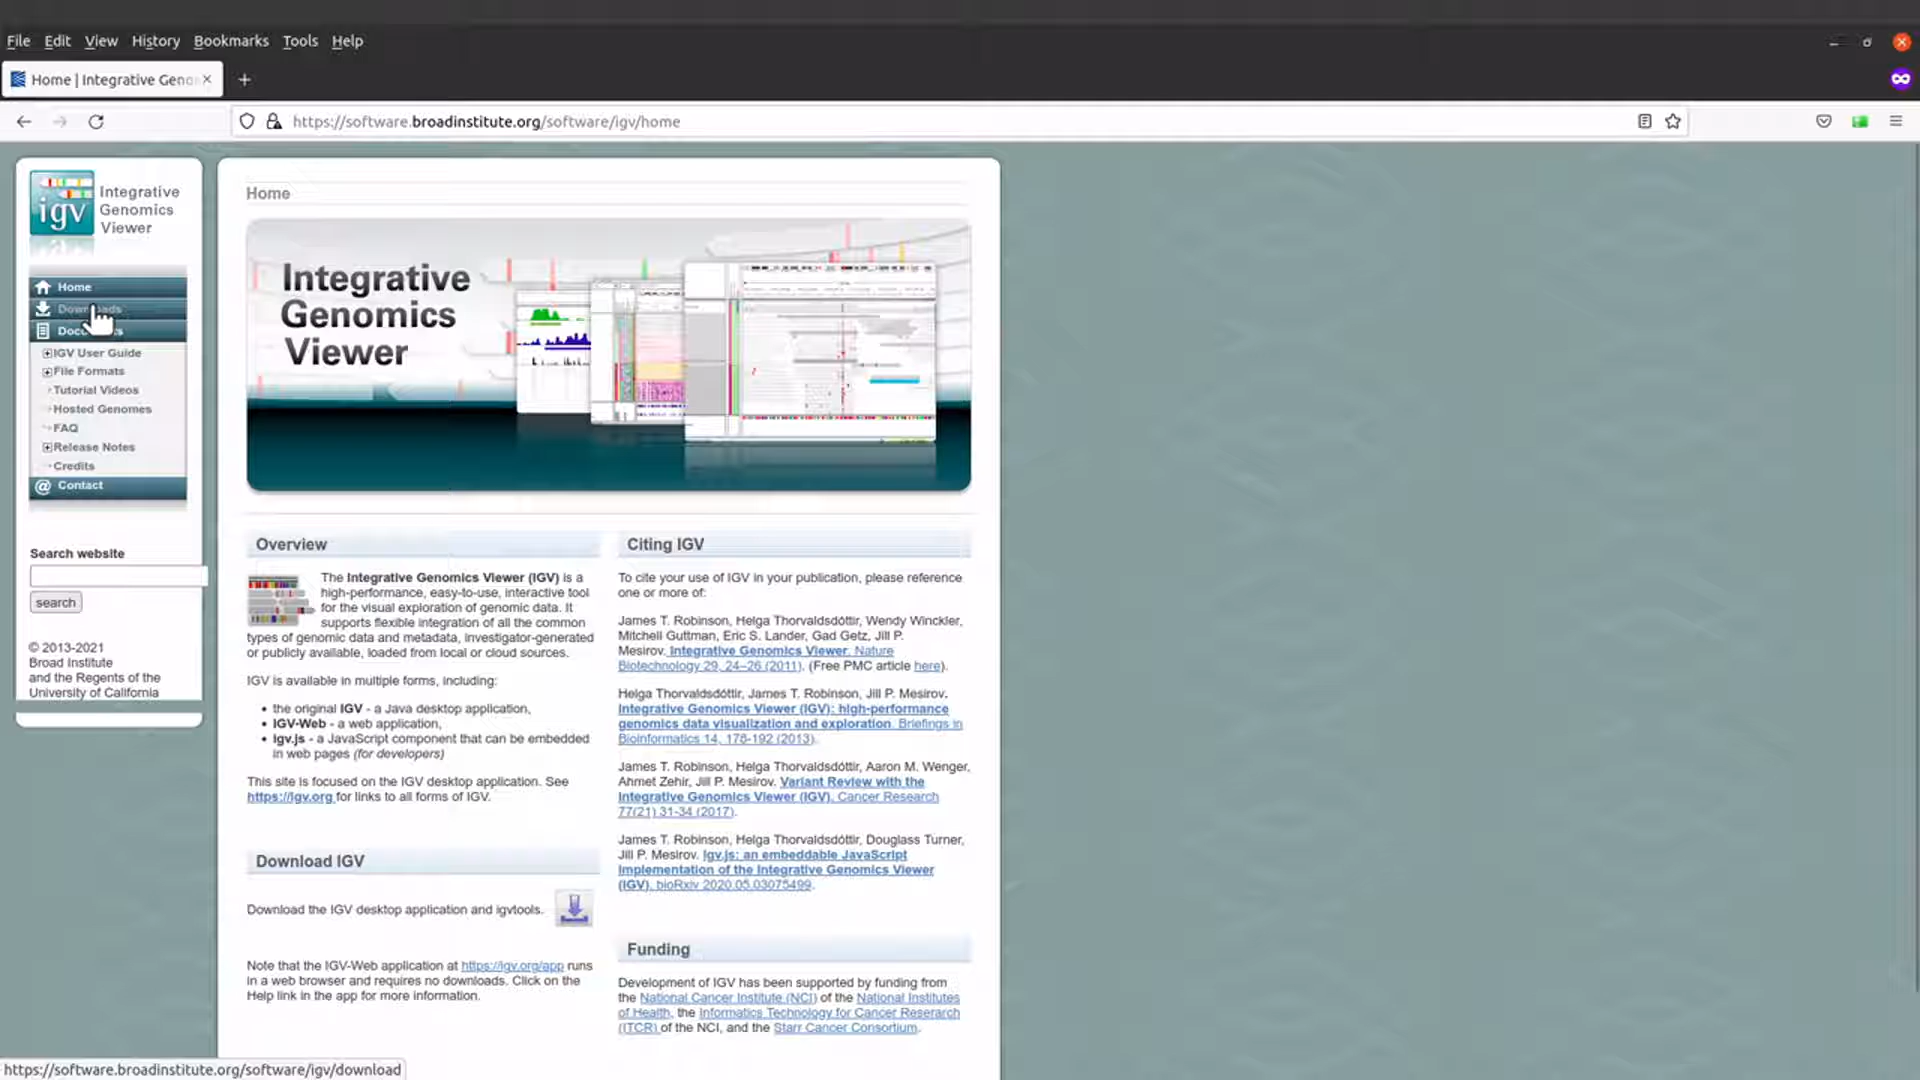 File Edit View History Bookmarks Tools Help
Home | Integrative Geno
https://software.broadinstitute.org/software/igv/home
igv
Integrative
Genomics
Viewer
Home
Downloads
Documents
IGV User Guide
File Formats
Tutorial Videos
Hosted Genomes
FAQ
Release Notes
Credits
@ Contact
Search website
search
© 2013-2021
Broad Institute
and the Regents of the
University of California
Home
Integrative
Genomics
Viewer
Overview
The Integrative Genomics Viewer (IGV) is a
high-performance, easy-to-use, interactive tool
for the visual exploration of genomic data. It
supports flexible integration of all the common
types of genomic data and metadata, investigator-generated
or publicly available, loaded from local or cloud sources.
IGV is available in multiple forms, including:
• the original IGV - a Java desktop application,
• IGV-Web - a web application,
• igv.js - a JavaScript component that can be embedded
in web pages (for developers)
This site is focused on the IGV desktop application. See
https://igv.org for links to all forms of IGV.
Download IGV
Download the IGV desktop application and igvtools.
Note that the IGV-Web application at https://igv.org/app runs
in a web browser and requires no downloads. Click on the
Help link in the app for more information.
Citing IGV
To cite your use of IGV in your publication, please reference
one or more of:
James T. Robinson, Helga Thorvaldsdóttir, Wendy Winckler,
Mitchell Guttman, Eric S. Lander, Gad Getz, Jill P.
Mesirov. Integrative Genomics Viewer. Nature
Biotechnology 29, 24–26 (2011). (Free PMC article here).
Helga Thorvaldsdóttir, James T. Robinson, Jill P. Mesirov.
Integrative Genomics Viewer (IGV): high-performance
genomics data visualization and exploration. Briefings in
Bioinformatics 14, 178-192 (2013).
James T. Robinson, Helga Thorvaldsdóttir, Aaron M. Wenger,
Ahmet Zehir, Jill P. Mesirov. Variant Review with the
Integrative Genomics Viewer (IGV). Cancer Research
77(21) 31-34 (2017).
James T. Robinson, Helga Thorvaldsdóttir, Douglass Turner,
Jill P. Mesirov. igv.js: an embeddable JavaScript
implementation of the Integrative Genomics Viewer
(IGV). bioRxiv 2020.05.03075499.
Funding
Development of IGV has been supported by funding from
the National Cancer Institute (NCI) of the National Institutes
of Health, the Informatics Technology for Cancer Reserarch
(ITCR) of the NCI, and the Starr Cancer Consortium.
https://software.broadinstitute.org/software/igv/download